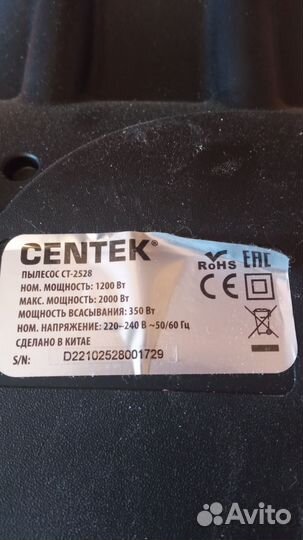 CENTEK®
ПЫЛЕСОС CT-2528
НОМ. МОЩНОСТЬ: 1200 Вт
МАКС. МОЩНОСТЬ: 2000 Вт
МОЩНОСТЬ ВСАСЫВАНИЯ: 350 Вт
НОМ. НАПРЯЖЕНИЕ: 220–240 В ~50/60 Гц
СДЕЛАНО В КИТАЕ
S/N: D22102528001729
RoHS EAC
CE
Avito